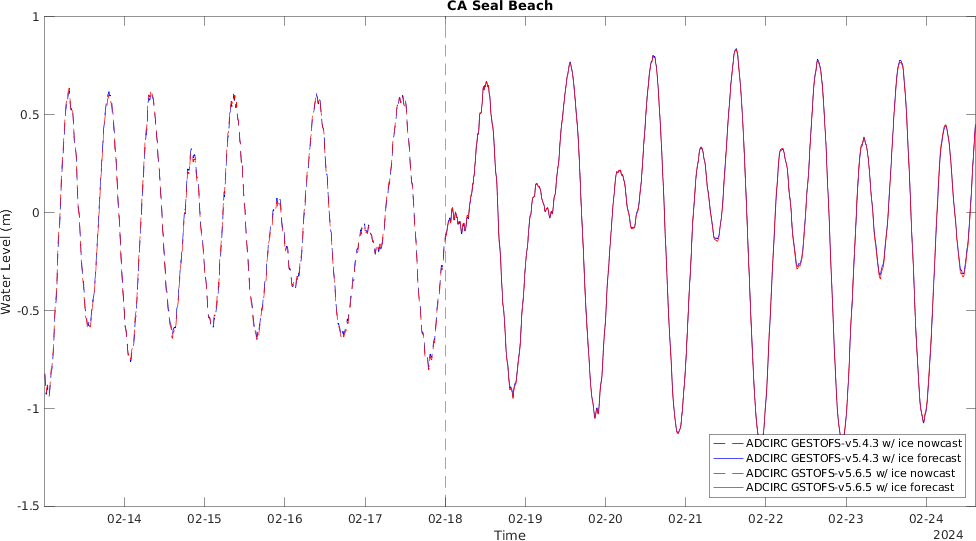 CA Seal Beach
1
0.5
0
-0.5
-1
-1.5
Water Level (m)
ADCIRC GESTOFS-v5.4.3 w/ ice nowcast
ADCIRC GESTOFS-v5.4.3 w/ ice forecast
ADCIRC GSTOFS-v5.6.5 w/ ice nowcast
ADCIRC GSTOFS-v5.6.5 w/ ice forecast
02-14 02-15 02-16 02-17 02-18 02-19 02-20 02-21 02-22 02-23 02-24
Time
2024